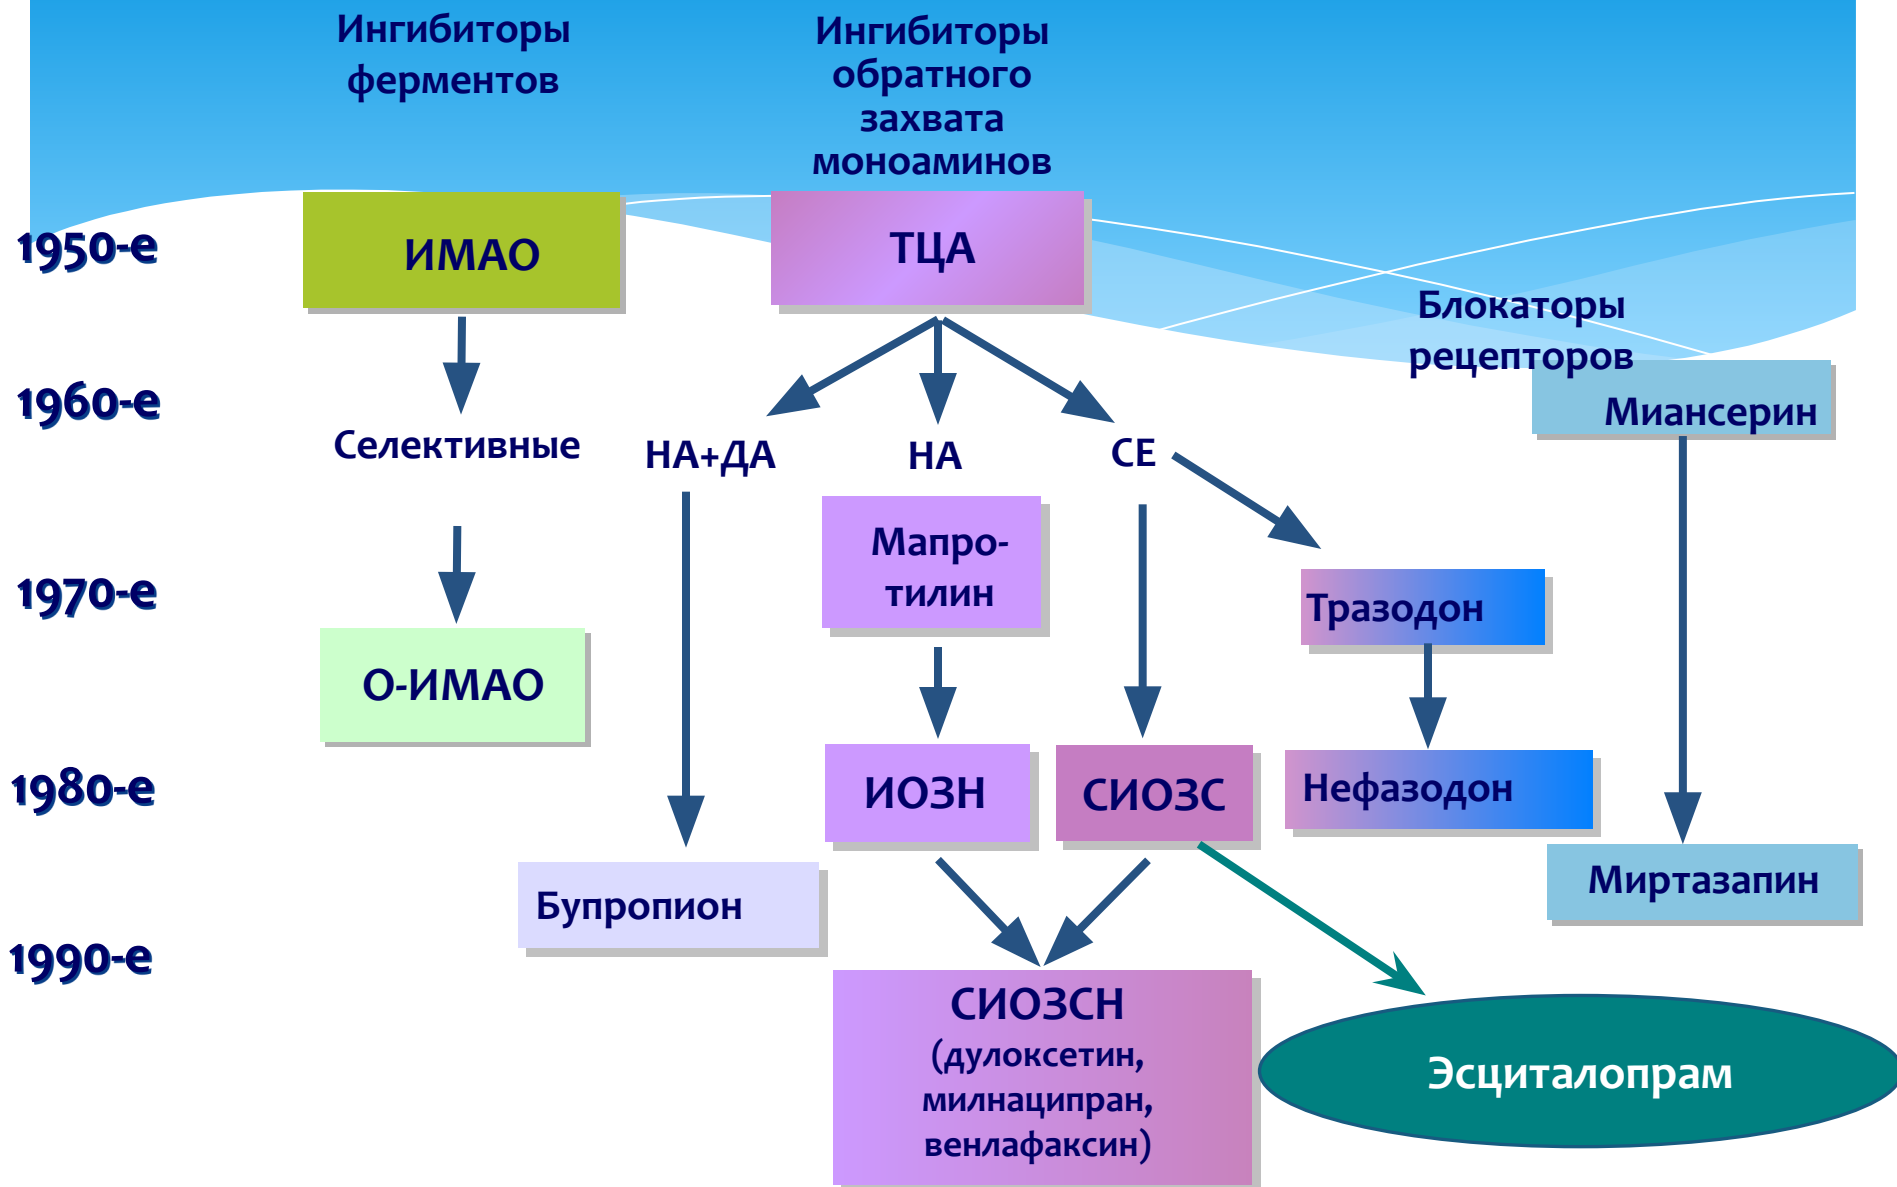 Ингибиторы
ферментов
Ингибиторы
обратного
захвата
моноаминов
1950-е
ИМАО
ТЦА
Блокаторы
рецепторов
1960-е
Миансерин
Селективные
НА+ДА
НА
СЕ
Мапро-
тилин
1970-е
Тразодон
О-ИМАО
1980-е
ИОЗН
СИОЗС
Нефазодон
Бупропион
Миртазапин
1990-е
СИОЗСН
(дулоксетин,
милнаципран,
венлафаксин)
Эсциталопрам